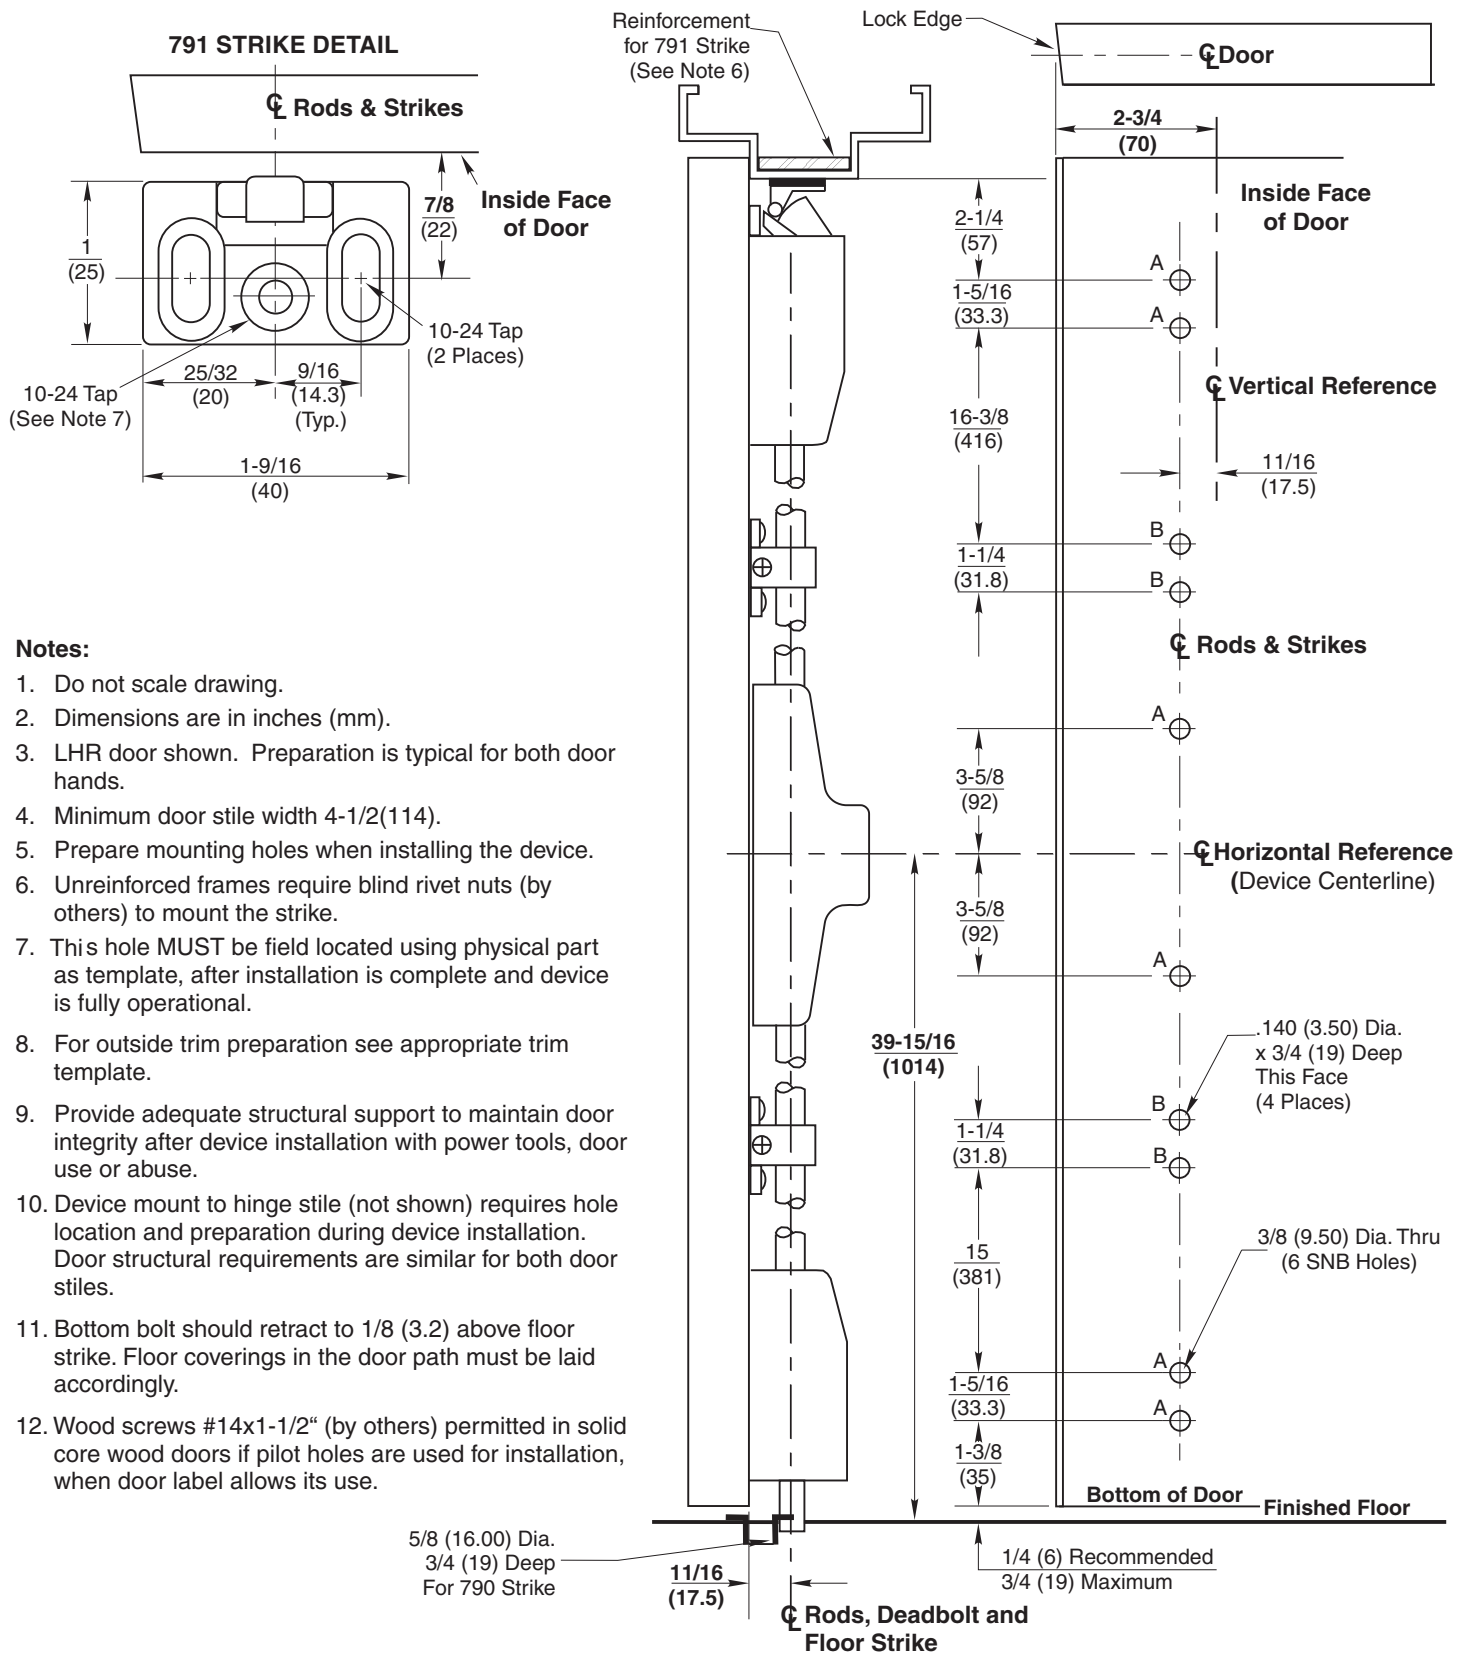 791 STRIKE DETAIL
℄ Rods & Strikes
Inside Face
of Door
7/8
(22)
1
(25)
10-24 Tap
(2 Places)
25/32
(20)
9/16
(14.3)
(Typ.)
10-24 Tap
(See Note 7)
1-9/16
(40)
Reinforcement
for 791 Strike
(See Note 6)
Lock Edge
℄ Door
2-3/4
(70)
Inside Face
of Door
2-1/4
(57)
A
1-5/16
(33.3)
A
℄ Vertical Reference
16-3/8
(416)
11/16
(17.5)
B
1-1/4
(31.8)
B
℄ Rods & Strikes
A
3-5/8
(92)
℄ Horizontal Reference
(Device Centerline)
3-5/8
(92)
A
39-15/16
(1014)
.140 (3.50) Dia.
x 3/4 (19) Deep
This Face
(4 Places)
B
1-1/4
(31.8)
B
15
(381)
3/8 (9.50) Dia. Thru
(6 SNB Holes)
A
1-5/16
(33.3)
A
1-3/8
(35)
Bottom of Door
Finished Floor
1/4 (6) Recommended
3/4 (19) Maximum
5/8 (16.00) Dia.
3/4 (19) Deep
For 790 Strike
11/16
(17.5)
℄ Rods, Deadbolt and
Floor Strike
Notes:
1. Do not scale drawing.
2. Dimensions are in inches (mm).
3. LHR door shown. Preparation is typical for both door
hands.
4. Minimum door stile width 4-1/2(114).
5. Prepare mounting holes when installing the device.
6. Unreinforced frames require blind rivet nuts (by
others) to mount the strike.
7. This hole MUST be field located using physical part
as template, after installation is complete and device
is fully operational.
8. For outside trim preparation see appropriate trim
template.
9. Provide adequate structural support to maintain door
integrity after device installation with power tools, door
use or abuse.
10. Device mount to hinge stile (not shown) requires hole
location and preparation during device installation.
Door structural requirements are similar for both door
stiles.
11. Bottom bolt should retract to 1/8 (3.2) above floor
strike. Floor coverings in the door path must be laid
accordingly.
12. Wood screws #14x1-1/2“ (by others) permitted in solid
core wood doors if pilot holes are used for installation,
when door label allows its use.